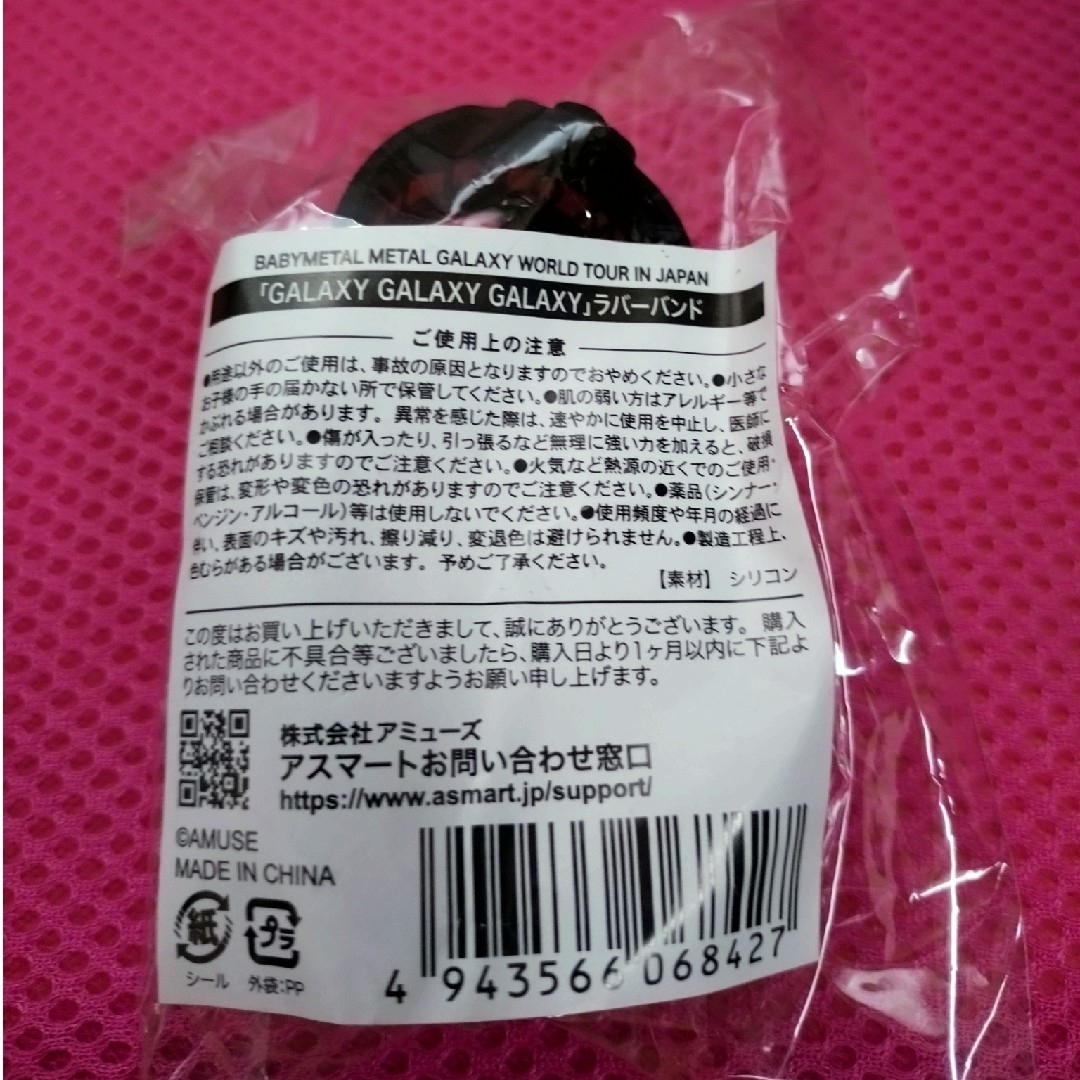 BABYMETAL METAL GALAXY WORLD TOUR IN JAPAN
「GALAXY GALAXY GALAXY」ラバーバンド
ご使用上の注意
●用途以外のご使用は、事故の原因となりますのでおやめください。●小さな
お子様の手の届かない所で保管してください。●肌の弱い方はアレルギー等で
かぶれる場合があります。異常を感じた際は、速やかに使用を中止し、医師に
ご相談ください。●傷が入ったり、引っ張るなど無理に強い力を加えると、破損
する恐れがありますのでご注意ください。●火気など熱源の近くでのご使用・
保管は、変形や変色の恐れがありますのでご注意ください。●薬品（シンナー・
ベンジン・アルコール）等は使用しないでください。●使用頻度や年月の経過に
伴い、表面のキズや汚れ、擦り減り、変退色は避けられません。●製造工程上、
色むらがある場合がございます。予めご了承ください。
【素材】 シリコン
この度はお買い上げいただきまして、誠にありがとうございます。購入
された商品に不具合等ございましたら、購入日より1ヶ月以内に下記よ
りお問い合わせくださいますようお願い申し上げます。
株式会社アミューズ
アスマートお問い合わせ窓口
https://www.asmart.jp/support/
©AMUSE
MADE IN CHINA
紙
プラ
シール 外袋:PP
4 943566 068427